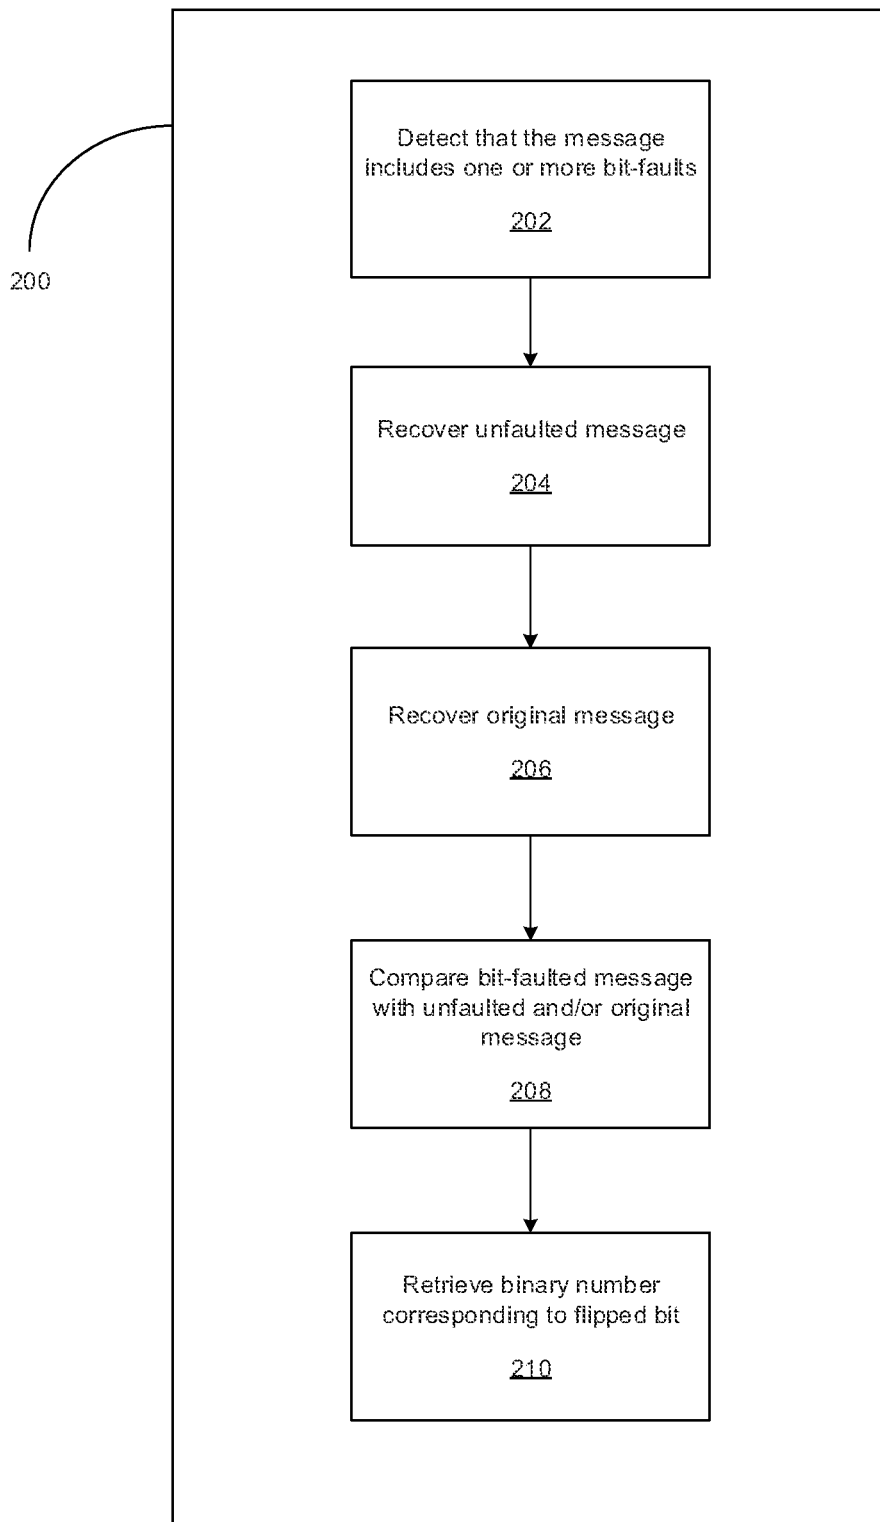 Detect that the message
includes one or more bit-faults
202
200
Recover unfaulted message
204
Recover original message
206
Compare bit-faulted message
with unfaulted and/or original
message
208
Retrieve binary number
corresponding to flipped bit
210